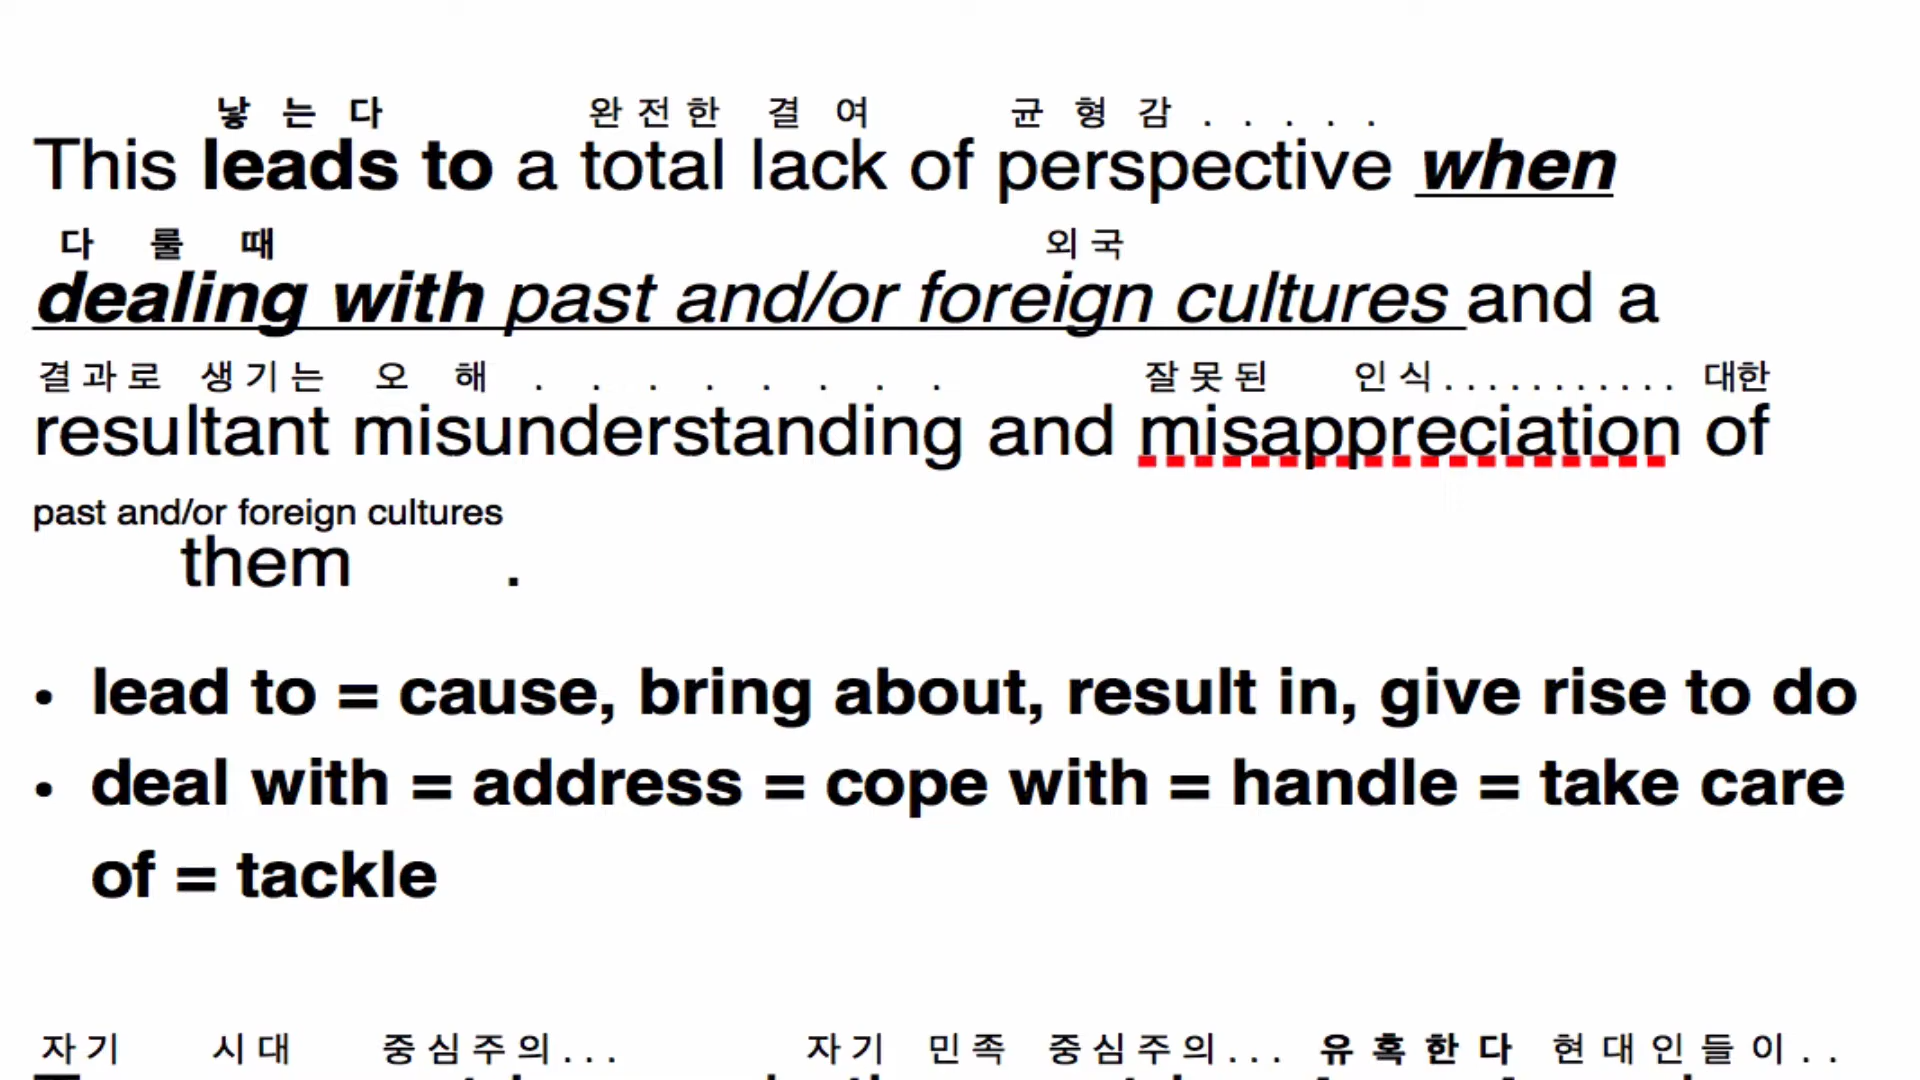 낳는다 완전한 결여 균형감.....
This leads to a total lack of perspective when
다룰때 외국
dealing with past and/or foreign cultures and a
결과로 생기는 오해........ 잘못된 인식........... 대한
resultant misunderstanding and misappreciation of
past and/or foreign cultures
them .
• lead to = cause, bring about, result in, give rise to do
• deal with = address = cope with = handle = take care
of = tackle
자기 시대 중심주의... 자기 민족 중심주의... 유혹한다 현대인들이..